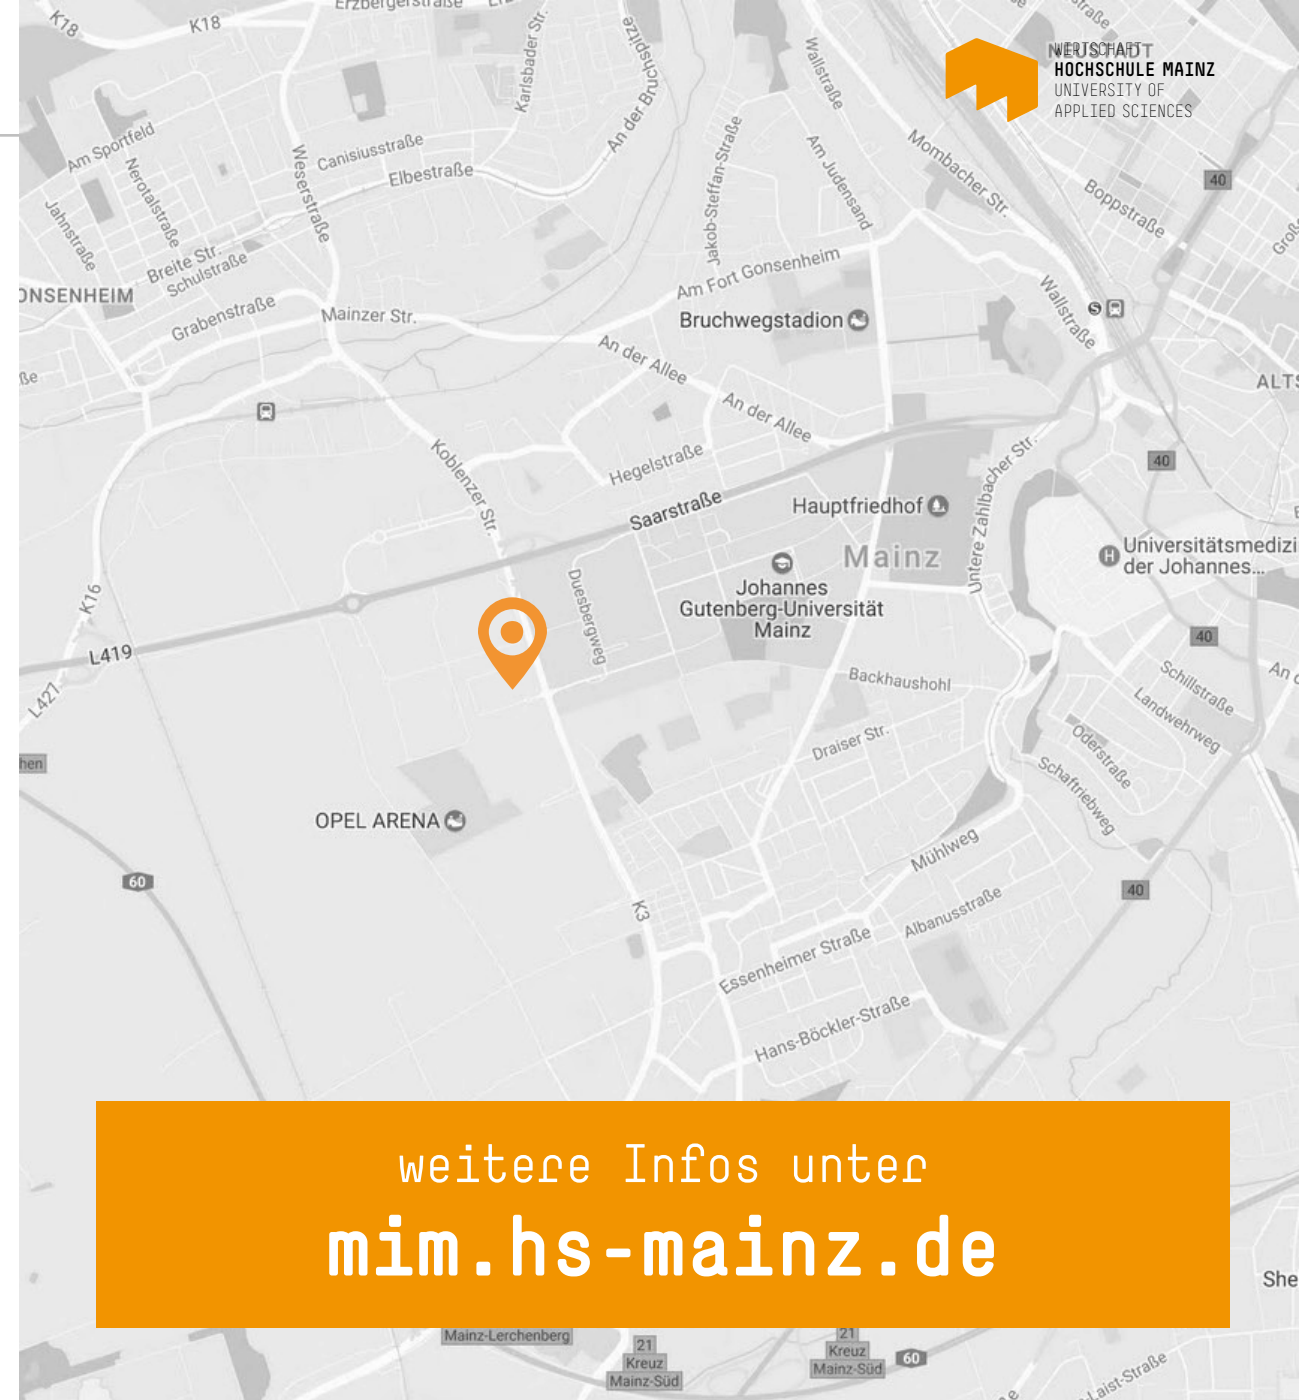 K18
K18
Erzbergerstraße
Karlsbader Str.
An der Bruchspitze
Wallstraße
NEUSTADT
WIRTSCHAFT
HOCHSCHULE MAINZ
UNIVERSITY OF
APPLIED SCIENCES
Am Sportfeld
Nerotalstraße
Jahnstraße
Weserstraße
Canisiusstraße
Elbestraße
Jakob-Steffan-Straße
Am Judensand
Mombacher Str.
40
Boppstraße
Breite Str.
Schulstraße
ONSENHEIM
Grabenstraße
Mainzer Str.
Am Fort Gonsenheim
Bruchwegstadion
Wallstraße
S
An der Allee
An der Allee
ALTS
Koblenzer Str.
Hegelstraße
Saarstraße
Untere Zahlbacher Str.
40
Hauptfriedhof
Mainz
H
Universitätsmedizi
der Johannes...
Johannes
Gutenberg-Universität
Mainz
Duesbergweg
K16
L419
L427
40
Backhaushohl
Schillstraße
Landwehrweg
Draiser Str.
Oderstraße
Schaftriebweg
hen
OPEL ARENA
Mühlweg
60
40
K3
Albanusstraße
Essenheimer Straße
Hans-Böckler-Straße
weitere Infos unter
mim.hs-mainz.de
She
Mainz-Lerchenberg
21
Kreuz
Mainz-Süd
21
Kreuz
Mainz-Süd
60
-Laist-Straße